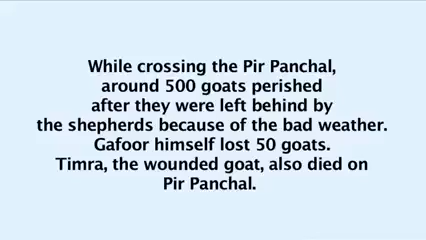 While crossing the Pir Panchal,
around 500 goats perished
after they were left behind by
the shepherds because of the bad weather.
Gafoor himself lost 50 goats.
Timra, the wounded goat, also died on
Pir Panchal.